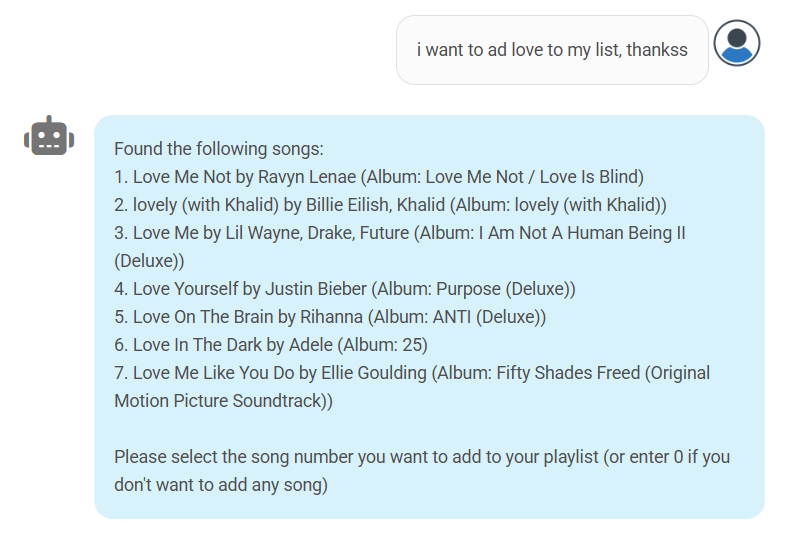 i want to ad love to my list, thankss
Found the following songs:
1. Love Me Not by Ravyn Lenae (Album: Love Me Not / Love Is Blind)
2. lovely (with Khalid) by Billie Eilish, Khalid (Album: lovely (with Khalid))
3. Love Me by Lil Wayne, Drake, Future (Album: I Am Not A Human Being II
(Deluxe))
4. Love Yourself by Justin Bieber (Album: Purpose (Deluxe))
5. Love On The Brain by Rihanna (Album: ANTI (Deluxe))
6. Love In The Dark by Adele (Album: 25)
7. Love Me Like You Do by Ellie Goulding (Album: Fifty Shades Freed (Original
Motion Picture Soundtrack))
Please select the song number you want to add to your playlist (or enter 0 if you
don't want to add any song)